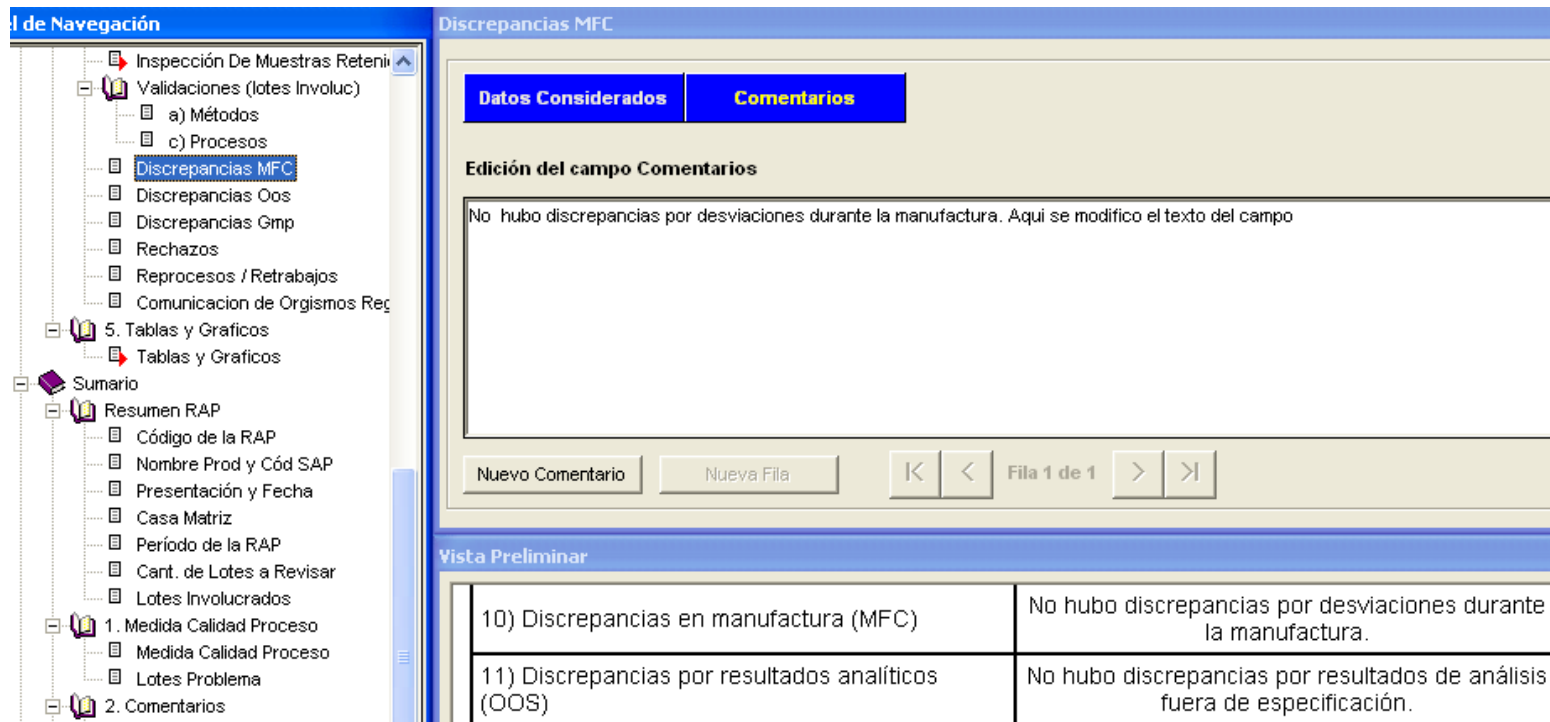 l de Navegación
Inspección De Muestras Reteni
Validaciones (lotes Involuc)
a) Métodos
c) Procesos
Discrepancias MFC
Discrepancias Oos
Discrepancias Gmp
Rechazos
Reprocesos / Retrabajos
Comunicacion de Orgismos Reg
5. Tablas y Graficos
Tablas y Graficos
Sumario
Resumen RAP
Código de la RAP
Nombre Prod y Cód SAP
Presentación y Fecha
Casa Matriz
Período de la RAP
Cant. de Lotes a Revisar
Lotes Involucrados
1. Medida Calidad Proceso
Medida Calidad Proceso
Lotes Problema
2. Comentarios
Discrepancias MFC
Datos Considerados Comentarios
Edición del campo Comentarios
No hubo discrepancias por desviaciones durante la manufactura. Aqui se modifico el texto del campo
Nuevo Comentario Nueva Fila Fila 1 de 1
Vista Preliminar
10) Discrepancias en manufactura (MFC)
No hubo discrepancias por desviaciones durante
la manufactura.
11) Discrepancias por resultados analíticos
(OOS)
No hubo discrepancias por resultados de análisis
fuera de especificación.